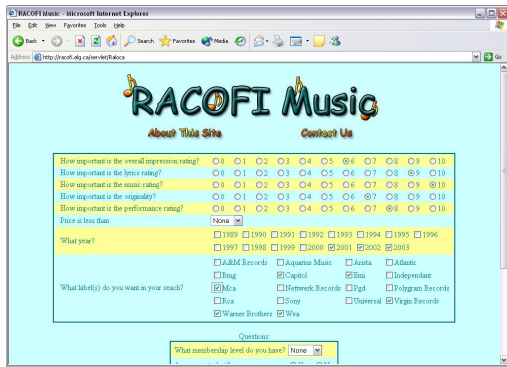 RACOFI Music - Microsoft Internet Explorer
File Edit View Favorites Tools Help
Back Search Favorites Media
Address http://racofi.elg.ca/servlet/Raloca Go
RACOFI Music
About This Site Contact Us
How important is the overall impression rating? 0 1 2 3 4 5 6 7 8 9 10
How important is the lyrics rating? 0 1 2 3 4 5 6 7 8 9 10
How important is the music rating? 0 1 2 3 4 5 6 7 8 9 10
How important is the originality? 0 1 2 3 4 5 6 7 8 9 10
How important is the performance rating? 0 1 2 3 4 5 6 7 8 9 10
Price is less than None
What year? 1989 1990 1991 1992 1993 1994 1995 1996
1997 1998 1999 2000 2001 2002 2003
What label(s) do you want in your seach?
A&M Records Aquarius Music Arista Atlantic
Bmg Capitol Emi Independant
Mca Nettwerk Records Pgd Polygram Records
Rca Sony Universal Virgin Records
Warner Brothers Wea
Questions:
What membership level do you have? None